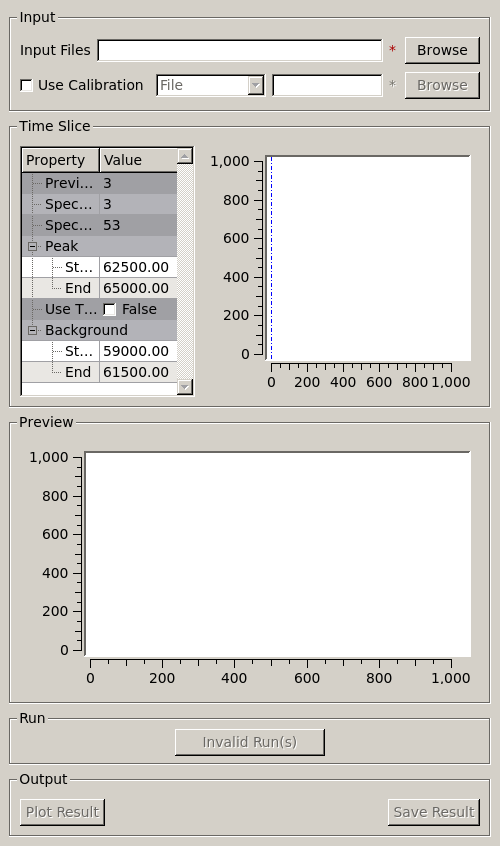 Input
Input Files * Browse
Use Calibration File * Browse
Time Slice
Property Value
Previ... 3
Spec... 3
Spec... 53
Peak
St... 62500.00
End 65000.00
Use T... False
Background
St... 59000.00
End 61500.00
1,000
800
600
400
200
0
0 200 400 600 800 1,000
Preview
1,000
800
600
400
200
0
0 200 400 600 800 1,000
Run
Invalid Run(s)
Output
Plot Result Save Result